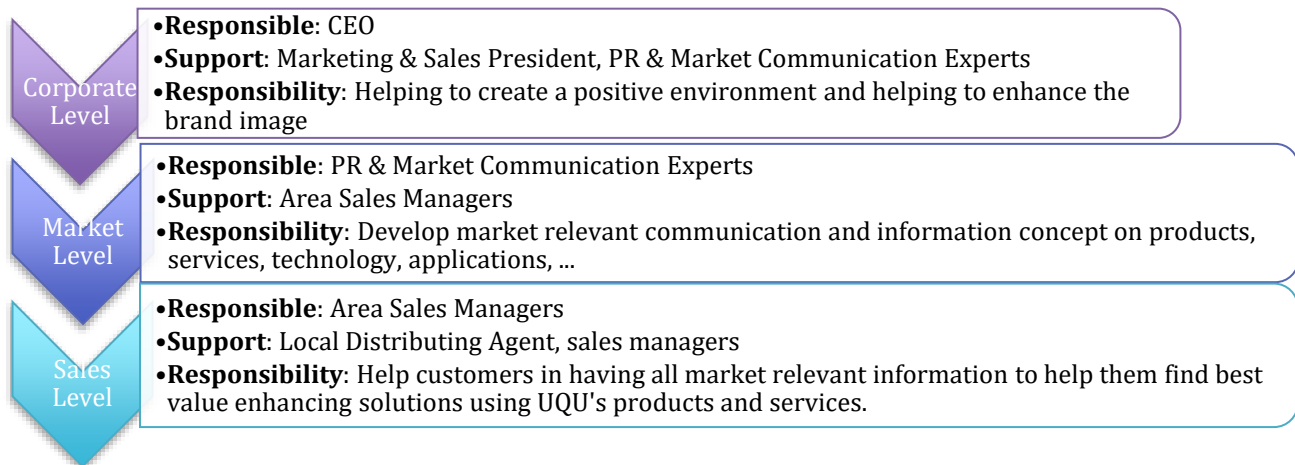 Corporate
Level
•Responsible: CEO
•Support: Marketing & Sales President, PR & Market Communication Experts
•Responsibility: Helping to create a positive environment and helping to enhance the
brand image
Market
Level
•Responsible: PR & Market Communication Experts
•Support: Area Sales Managers
•Responsibility: Develop market relevant communication and information concept on products,
services, technology, applications, ...
Sales
Level
•Responsible: Area Sales Managers
•Support: Local Distributing Agent, sales managers
•Responsibility: Help customers in having all market relevant information to help them find best
value enhancing solutions using UQU's products and services.